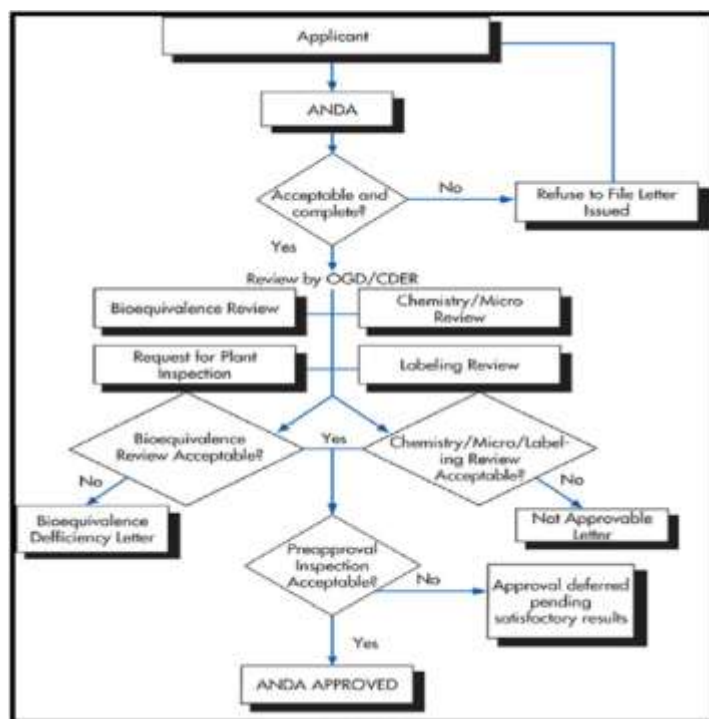 Applicant
ANDA
Acceptable and
complete?
No
Refuse to File Letter
Issued
Yes
Review by OGD/CDER
Bioequivalence Review
Chemistry/Micro
Review
Request for Plant
Inspection
Labeling Review
Bioequivalence
Review Acceptable?
Yes
Chemistry/Micro/Label-
ing Review
Acceptable?
No
No
Bioequivalence
Defficiency Letter
Not Approvable
Letter
Preapproval
Inspection
Acceptable?
No
Approval deferred
pending
satisfactory results
Yes
ANDA APPROVED